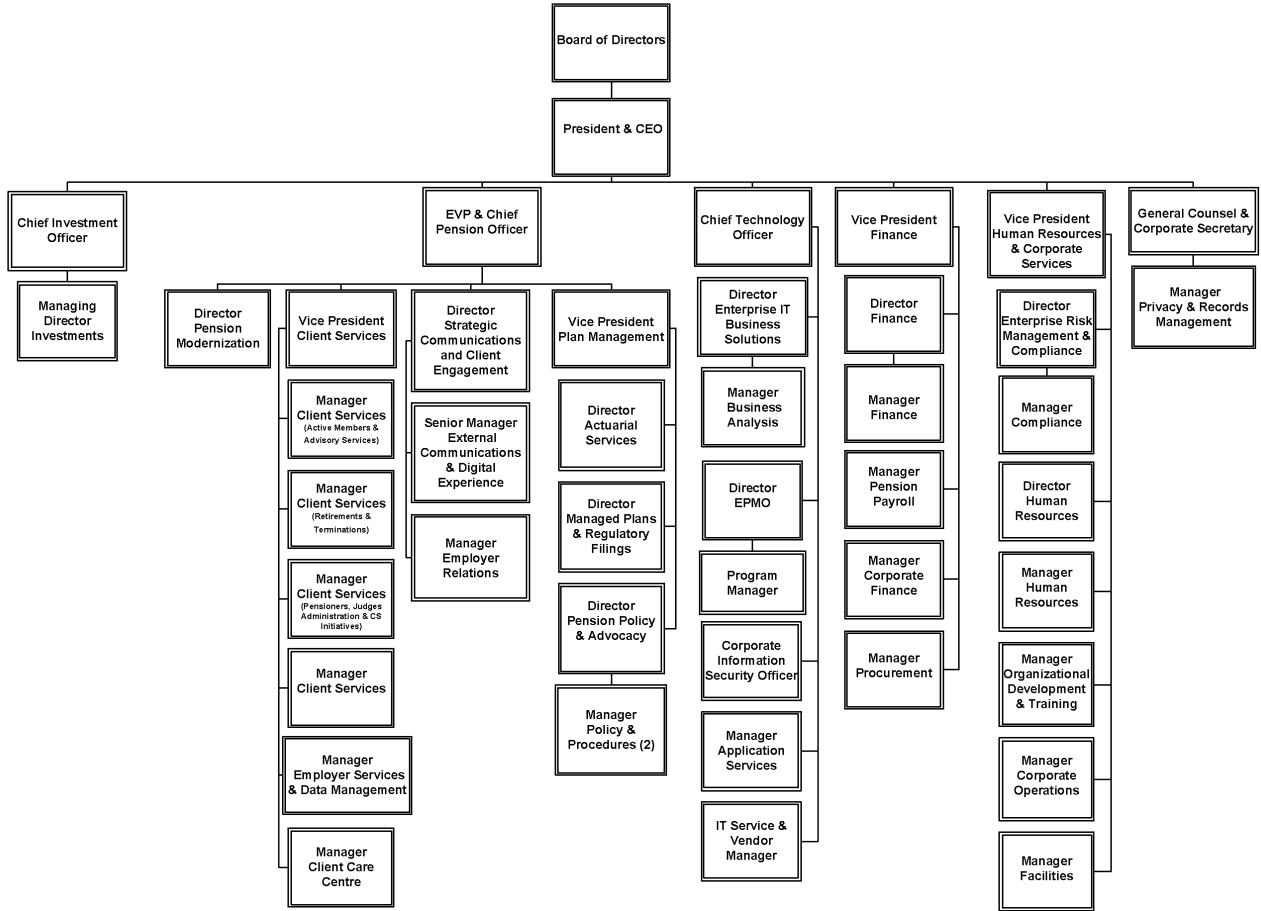 Board of Directors
President & CEO
Chief Investment
Officer
Managing
Director
Investments
EVP & Chief
Pension Officer
Director
Pension
Modernization
Vice President
Client Services
Manager
Client Services
(Active Members &
Advisory Services)
Manager
Client Services
(Retirements &
Terminations)
Manager
Client Services
(Pensioners, Judges
Administration & CS
Initiatives)
Manager
Client Services
Manager
Employer Services
& Data Management
Manager
Client Care
Centre
Director
Strategic
Communications
and Client
Engagement
Senior Manager
External
Communications
& Digital
Experience
Manager
Employer
Relations
Vice President
Plan Management
Director
Actuarial
Services
Director
Managed Plans
& Regulatory
Filings
Director
Pension Policy
& Advocacy
Manager
Policy &
Procedures (2)
Chief Technology
Officer
Director
Enterprise IT
Business
Solutions
Manager
Business
Analysis
Director
EPMO
Program
Manager
Corporate
Information
Security Officer
Manager
Application
Services
IT Service &
Vendor
Manager
Vice President
Finance
Director
Finance
Manager
Finance
Manager
Pension
Payroll
Manager
Corporate
Finance
Manager
Procurement
Vice President
Human Resources
& Corporate
Services
Director
Enterprise Risk
Management &
Compliance
Manager
Compliance
Director
Human
Resources
Manager
Human
Resources
Manager
Organizational
Development
& Training
Manager
Corporate
Operations
Manager
Facilities
General Counsel &
Corporate Secretary
Manager
Privacy & Records
Management